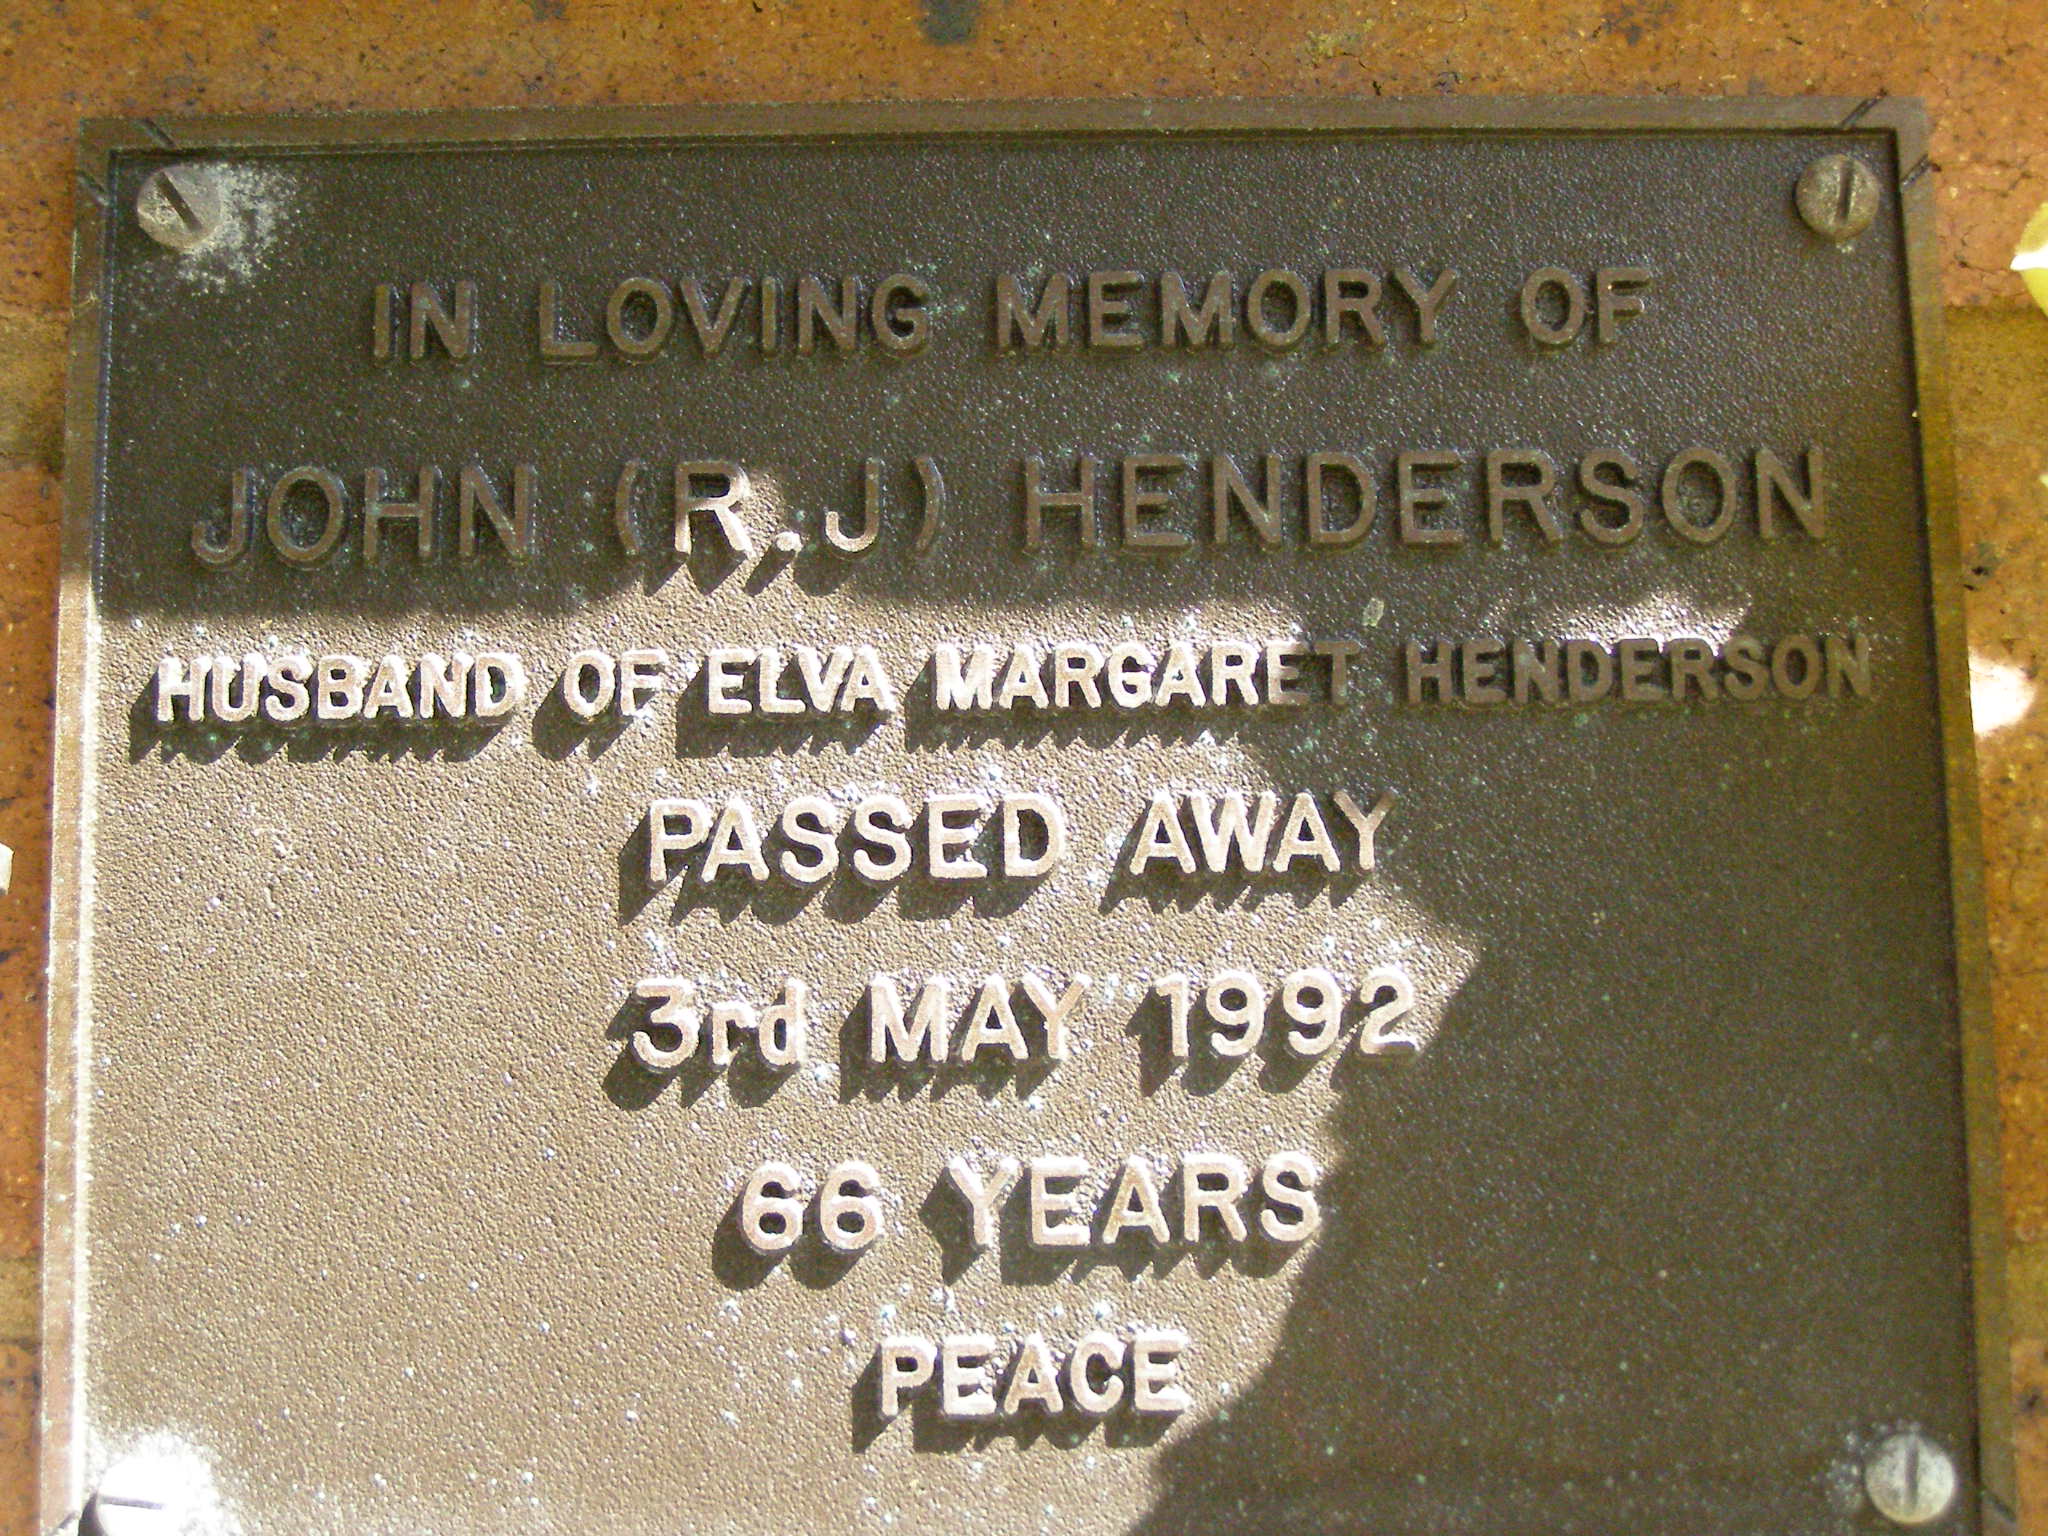 IN LOVING MEMORY OF
JOHN (R.J) HENDERSON
HUSBAND OF ELVA MARGARET HENDERSON
PASSED AWAY
3rd MAY 1992
66 YEARS
PEACE